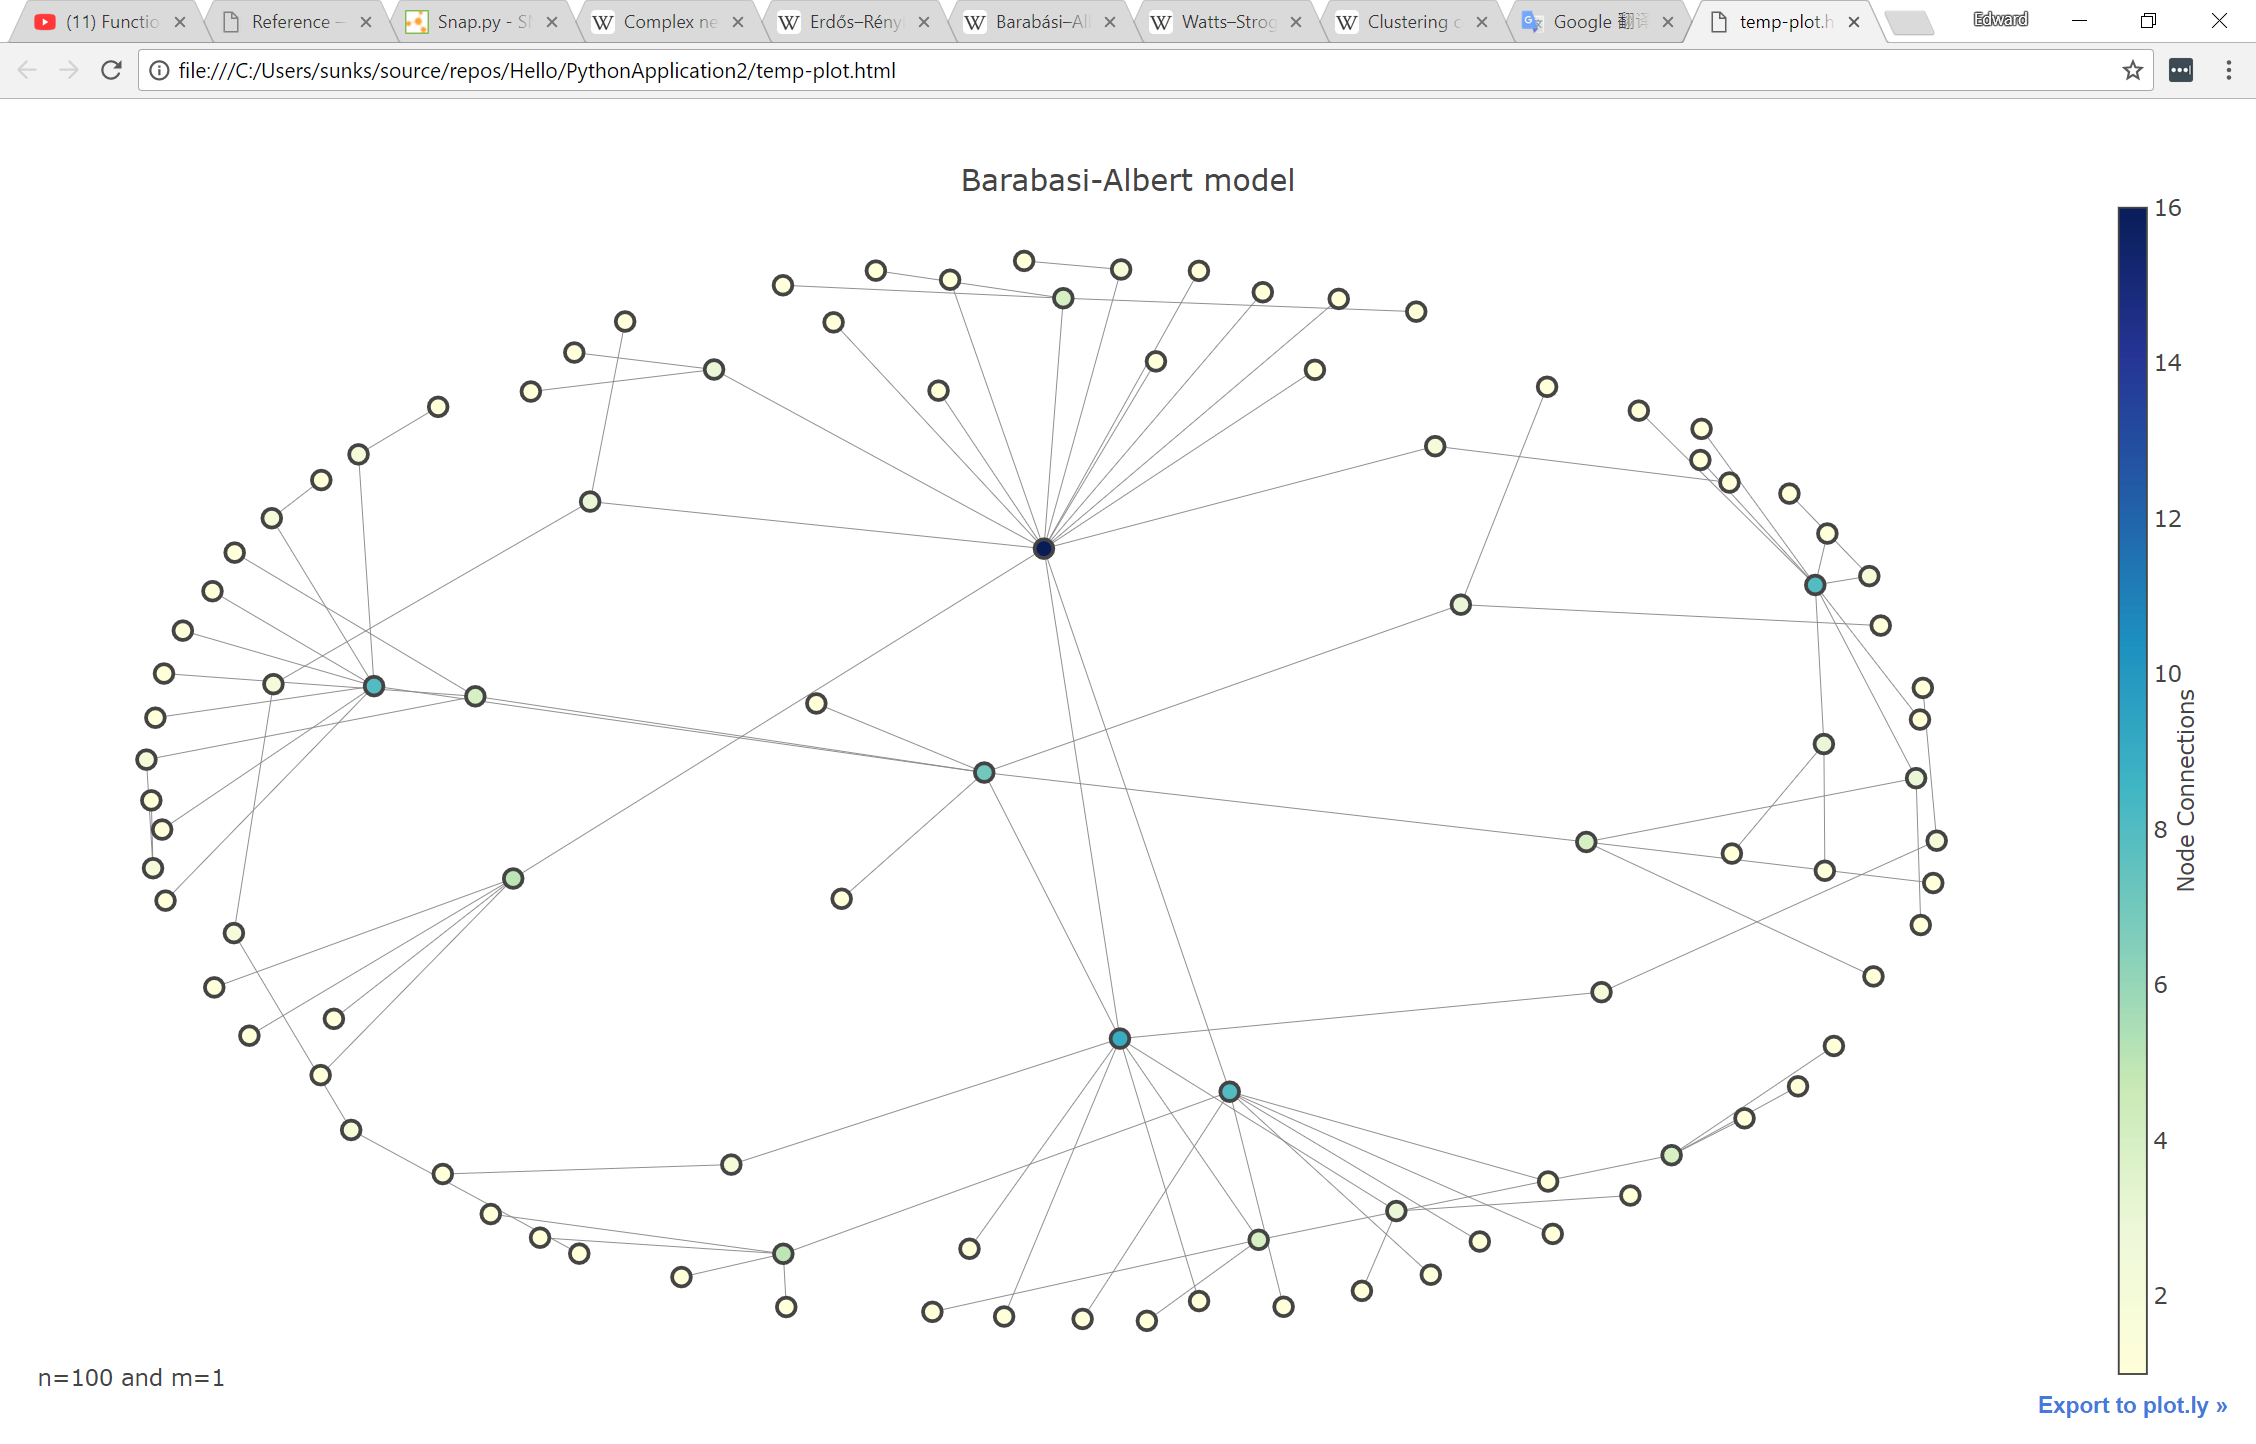 (11) Functio
Reference –
Snap.py - S
Complex ne
Erdős–Rény
Barabási–Al
Watts–Strog
Clustering
Google 翻译
temp-plot.h
Edward
file:///C:/Users/sunks/source/repos/Hello/PythonApplication2/temp-plot.html
Barabasi-Albert model
16
14
12
10
8
6
4
2
Node Connections
n=100 and m=1
Export to plot.ly »